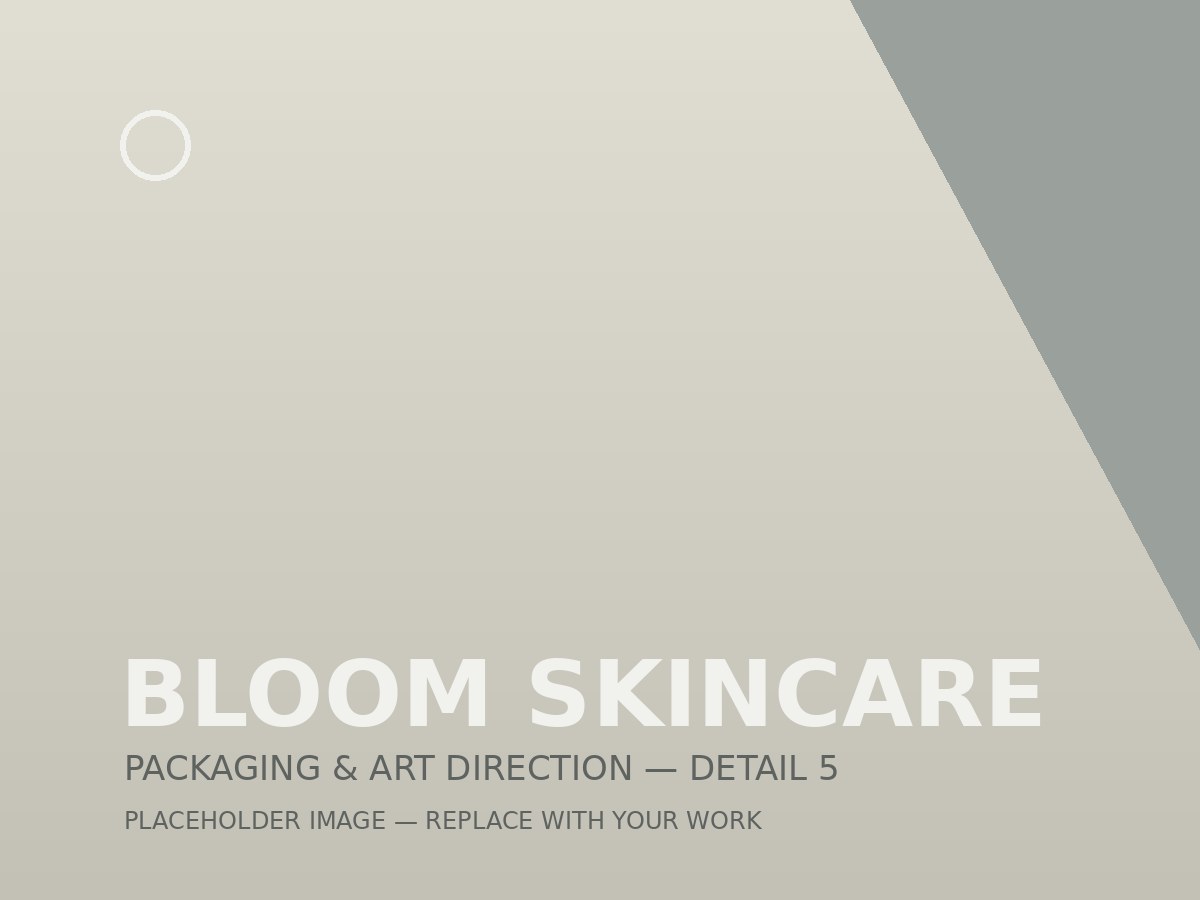 BLOOM SKINCARE
PACKAGING & ART DIRECTION — DETAIL 5
PLACEHOLDER IMAGE — REPLACE WITH YOUR WORK